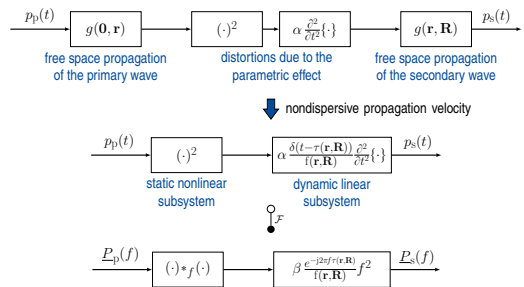 p_p(t) g(0, r) (·)² α ∂²/∂t² {·} g(r, R) p_s(t)
free space propagation of the primary wave
distortions due to the parametric effect
free space propagation of the secondary wave
nondispersive propagation velocity
p_p(t) (·)² α δ(t−τ(r,R))/f(r,R) ∂²/∂t² {·} p_s(t)
static nonlinear subsystem
dynamic linear subsystem
ℱ
P_p(f) (·)*_f(·) β e^{−j2πfτ(r,R)}/f(r,R) f² P_s(f)